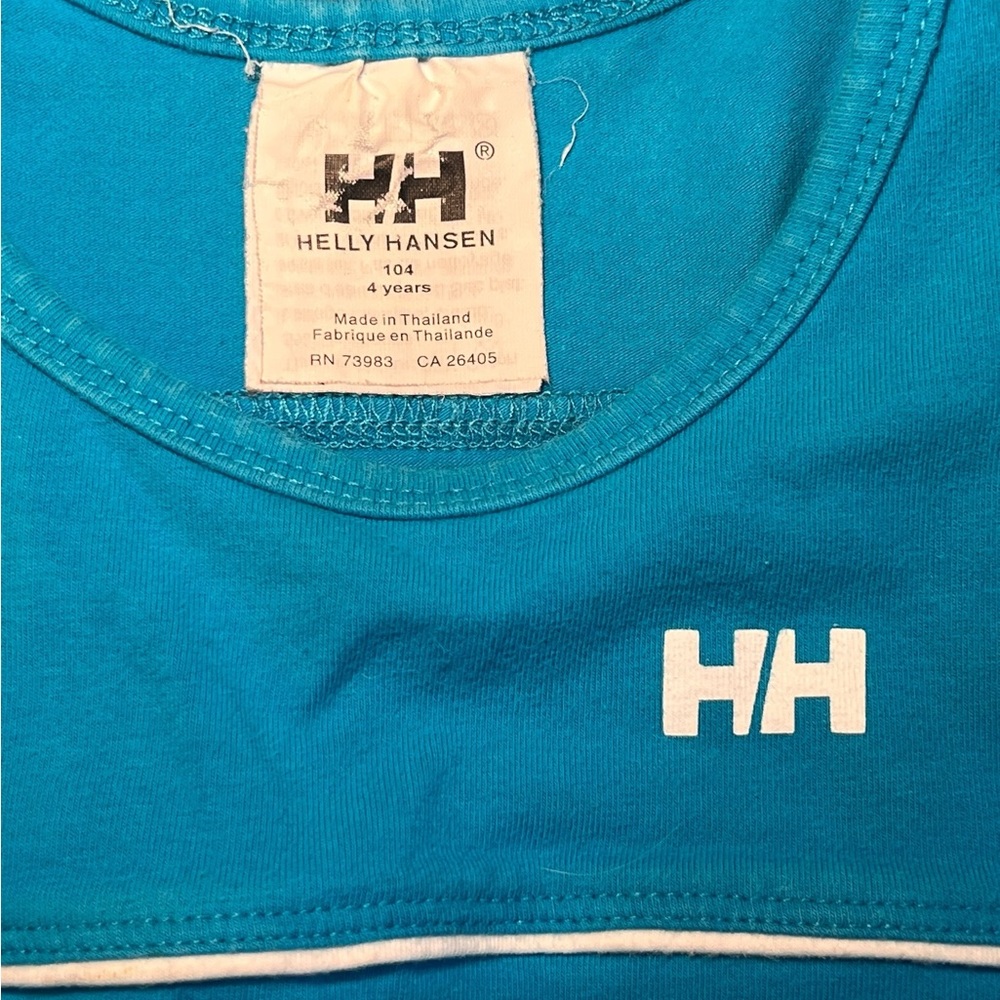 HH ®
HELLY HANSEN
104
4 years
Made in Thailand
Fabrique en Thailande
RN 73983 CA 26405
HH